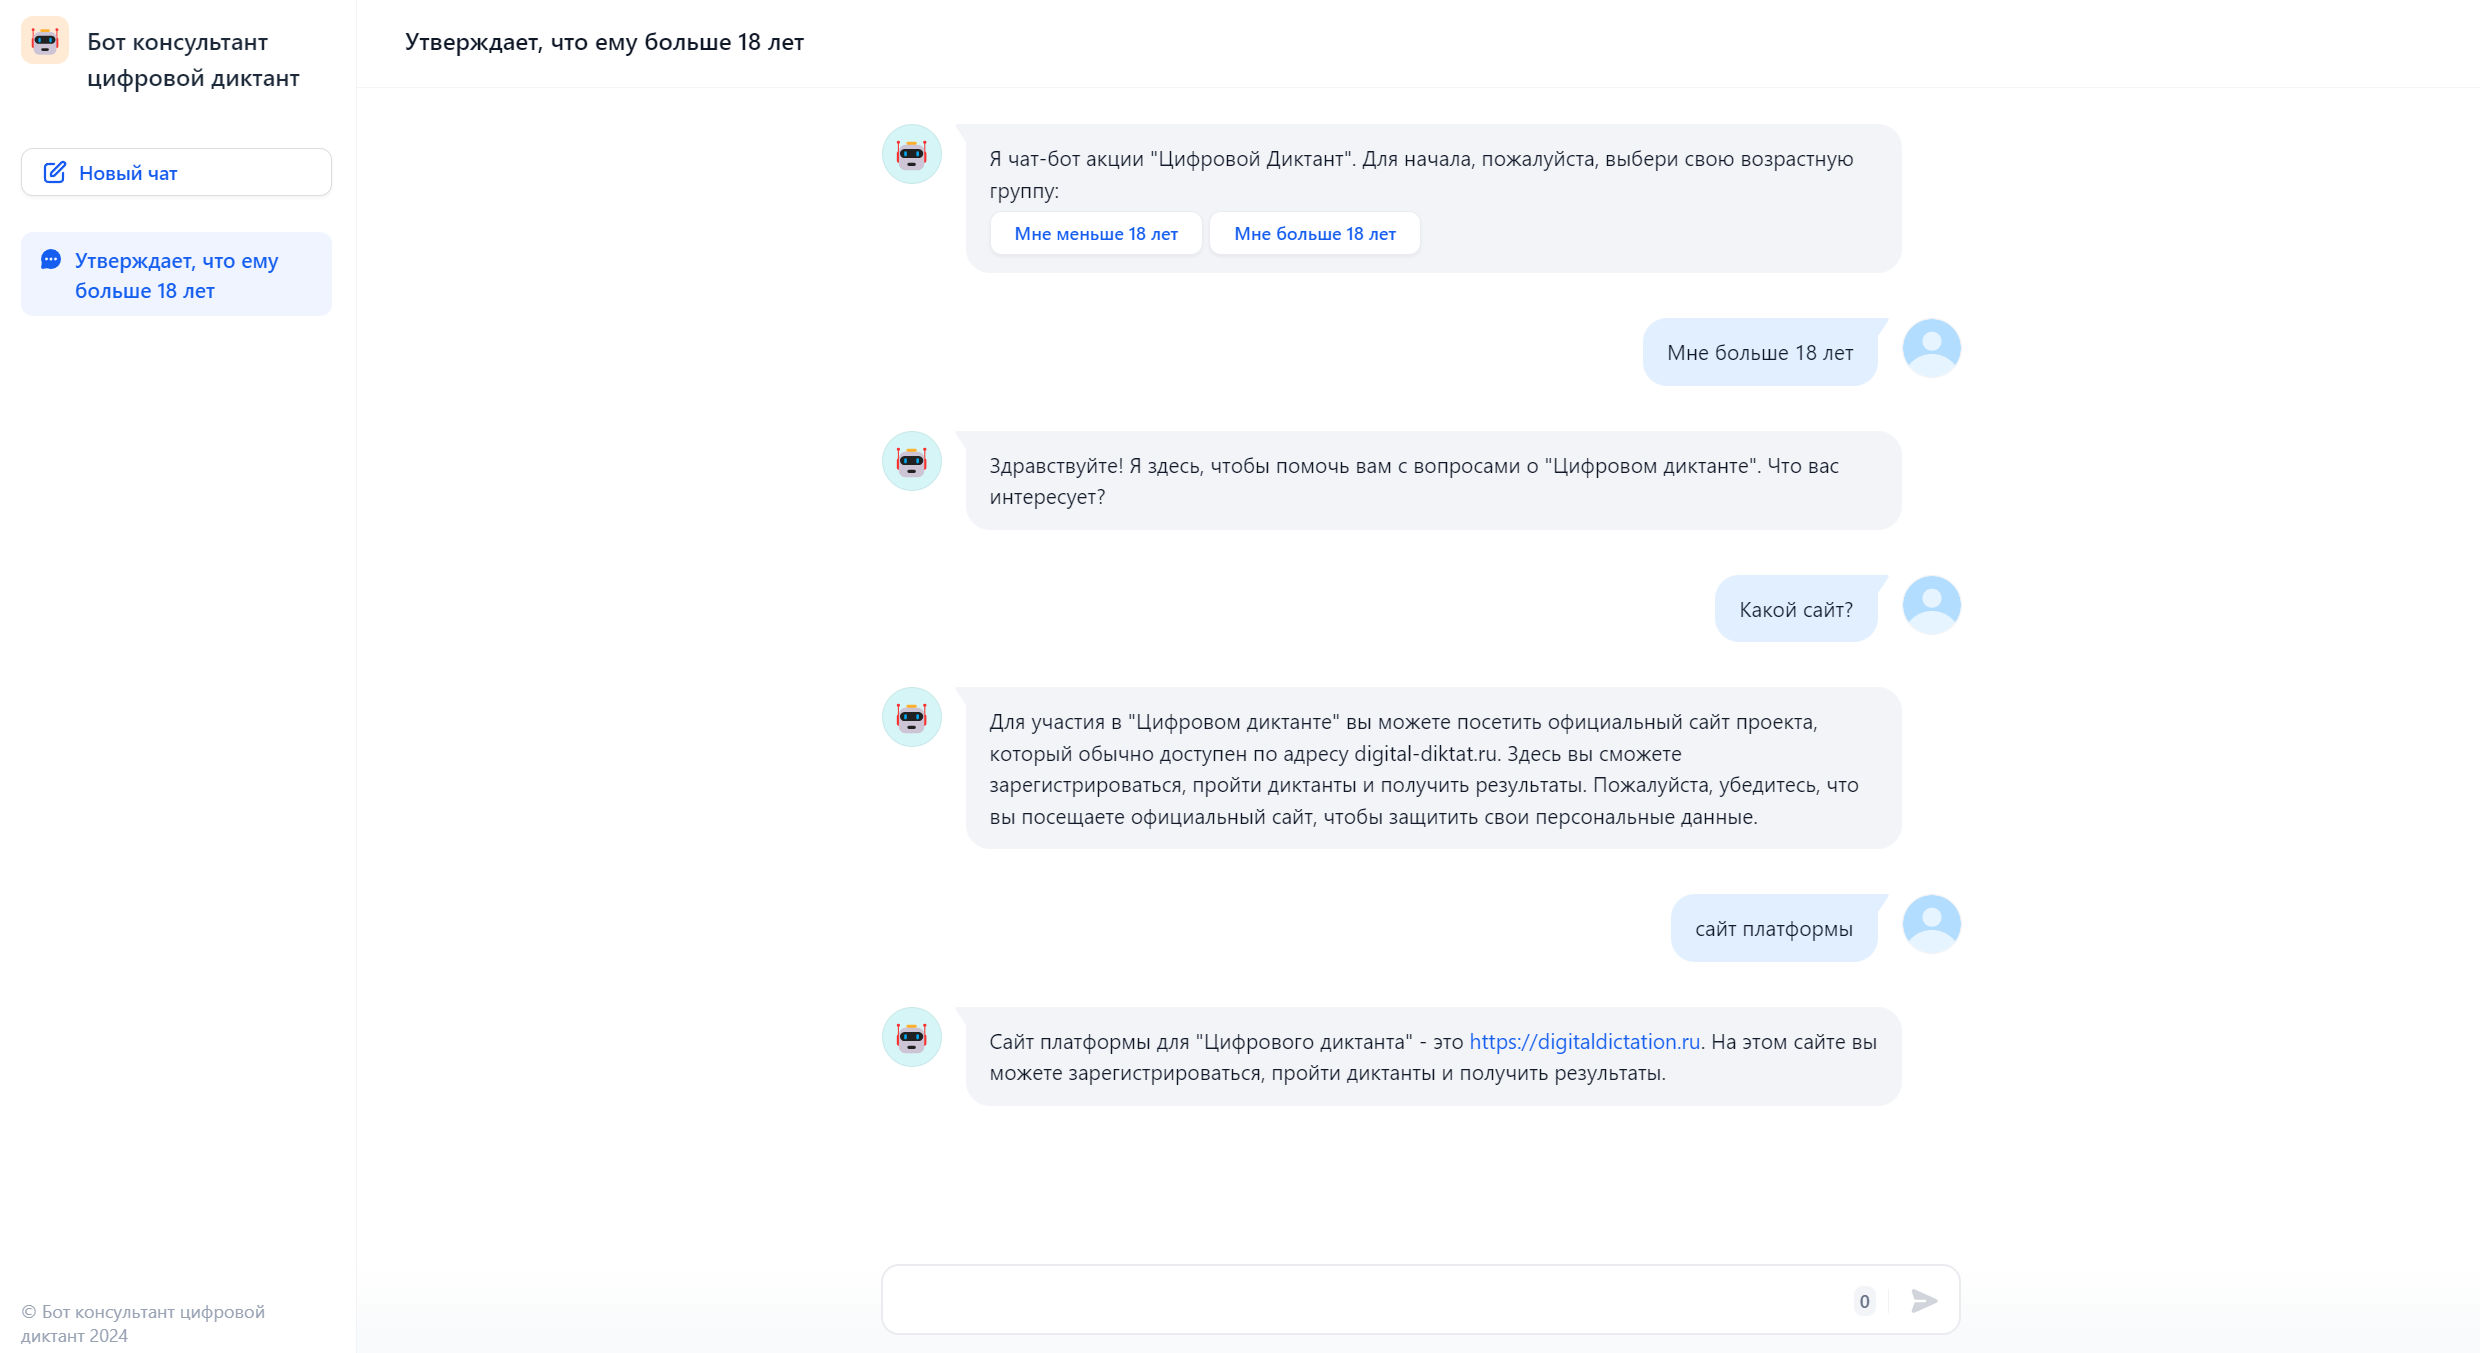 Бот консультант
цифровой диктант
Новый чат
Утверждает, что ему
больше 18 лет
© Бот консультант цифровой
диктант 2024
Утверждает, что ему больше 18 лет
Я чат-бот акции "Цифровой Диктант". Для начала, пожалуйста, выбери свою возрастную
группу:
Мне меньше 18 лет Мне больше 18 лет
Мне больше 18 лет
Здравствуйте! Я здесь, чтобы помочь вам с вопросами о "Цифровом диктанте". Что вас
интересует?
Какой сайт?
Для участия в "Цифровом диктанте" вы можете посетить официальный сайт проекта,
который обычно доступен по адресу digital-diktat.ru. Здесь вы сможете
зарегистрироваться, пройти диктанты и получить результаты. Пожалуйста, убедитесь, что
вы посещаете официальный сайт, чтобы защитить свои персональные данные.
сайт платформы
Сайт платформы для "Цифрового диктанта" - это https://digitaldictation.ru. На этом сайте вы
можете зарегистрироваться, пройти диктанты и получить результаты.
0